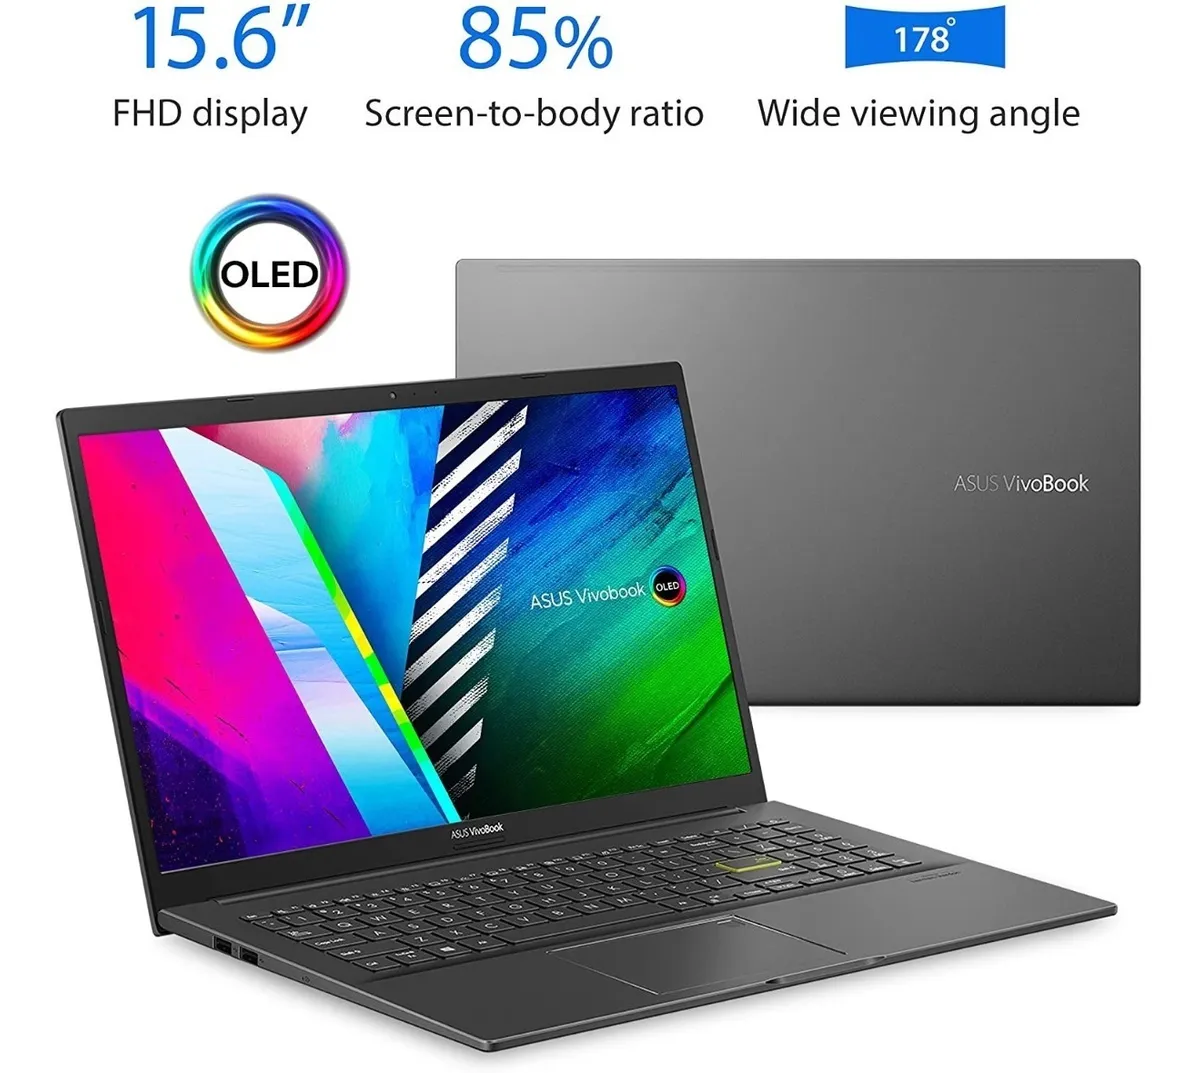 15.6”
FHD display
85%
Screen-to-body ratio
178°
Wide viewing angle
OLED
ASUS VivoBook
ASUS Vivobook OLED
ASUS VivoBook